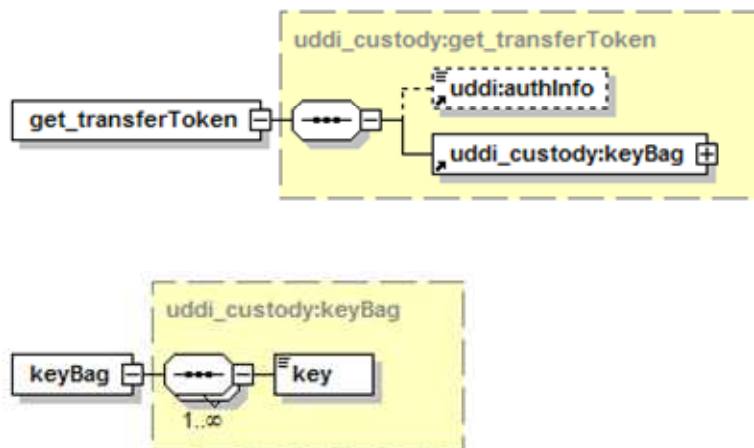 uddi_custody:get_transferToken
uddi:authInfo
get_transferToken
uddi_custody:keyBag
uddi_custody:keyBag
keyBag
key
1..∞